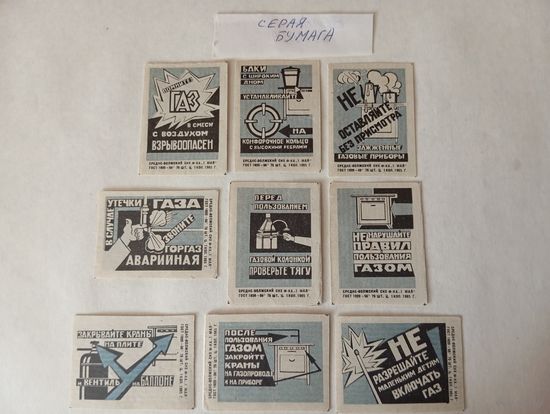 СЕРАЯ
БУМАГА
ПОМНИТЕ
ГАЗ
В СМЕСИ
С ВОЗДУХОМ
ВЗРЫВООПАСЕН
БАКИ
С ШИРОКИМ
ДНОМ
УСТАНАВЛИВАЙТЕ
НА
КОНФОРОЧНОЕ КОЛЬЦО
С ВЫСОКИМИ РЕБРАМИ
НЕ
ОСТАВЛЯЙТЕ
БЕЗ ПРИСМОТРА
ЗАЖЖЕННЫЕ
ГАЗОВЫЕ ПРИБОРЫ
В СЛУЧАЕ
УТЕЧКИ ГАЗА
ЗВОНИТЕ
ГОРГАЗ
АВАРИЙНАЯ
ПЕРЕД
ПОЛЬЗОВАНИЕМ
ГАЗОВОЙ КОЛОНКОЙ
ПРОВЕРЬТЕ ТЯГУ
НЕ НАРУШАЙТЕ
ПРАВИЛ
ПОЛЬЗОВАНИЯ
ГАЗОМ
ЗАКРЫВАЙТЕ КРАНЫ
НА ПЛИТЕ
И ВЕНТИЛЬ НА БАЛЛОНЕ
ПОСЛЕ
ПОЛЬЗОВАНИЯ
ГАЗОМ
ЗАКРОЙТЕ
КРАНЫ
НА ГАЗОПРОВОДЕ
И НА ПРИБОРЕ
НЕ
РАЗРЕШАЙТЕ
МАЛЕНЬКИМ ДЕТЯМ
ВКЛЮЧАТЬ
ГАЗ